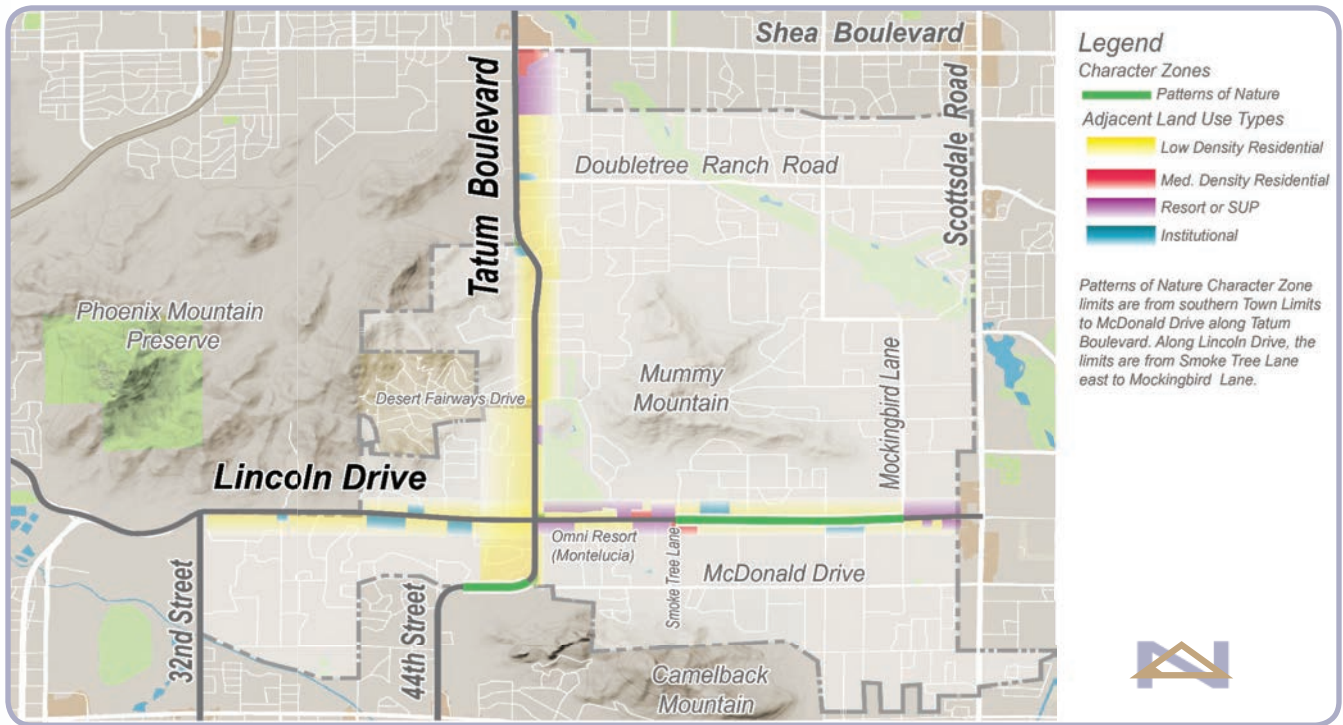 Shea Boulevard
Tatum Boulevard
Scottsdale Road
Doubletree Ranch Road
Phoenix Mountain
Preserve
Desert Fairways Drive
Mummy
Mountain
Mockingbird Lane
Lincoln Drive
Omni Resort
(Montelucia)
Smoke Tree Lane
McDonald Drive
32nd Street
44th Street
Camelback
Mountain
Legend
Character Zones
Patterns of Nature
Adjacent Land Use Types
Low Density Residential
Med. Density Residential
Resort or SUP
Institutional
Patterns of Nature Character Zone
limits are from southern Town Limits
to McDonald Drive along Tatum
Boulevard. Along Lincoln Drive, the
limits are from Smoke Tree Lane
east to Mockingbird Lane.
N